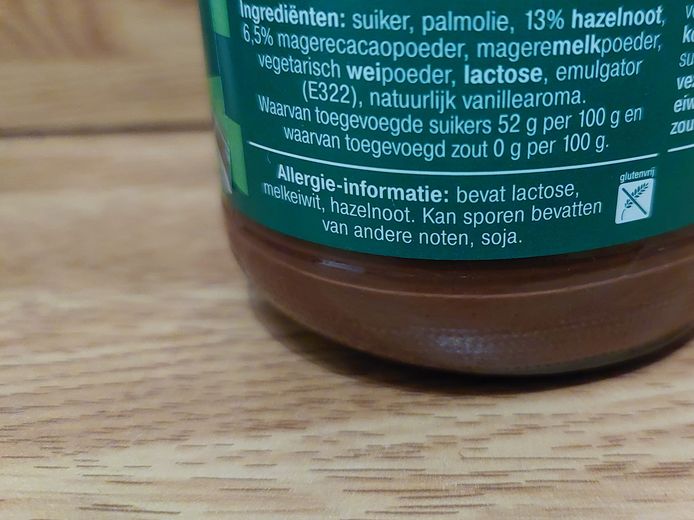 Ingrediënten: suiker, palmolie, 13% hazelnoot,
6,5% magerecacaopoeder, mageremelkpoeder,
vegetarisch weipoeder, lactose, emulgator
(E322), natuurlijk vanillearoma.
Waarvan toegevoegde suikers 52 g per 100 g en
waarvan toegevoegd zout 0 g per 100 g.
Allergie-informatie: bevat lactose,
melkeiwit, hazelnoot. Kan sporen bevatten
van andere noten, soja.
glutenvrij